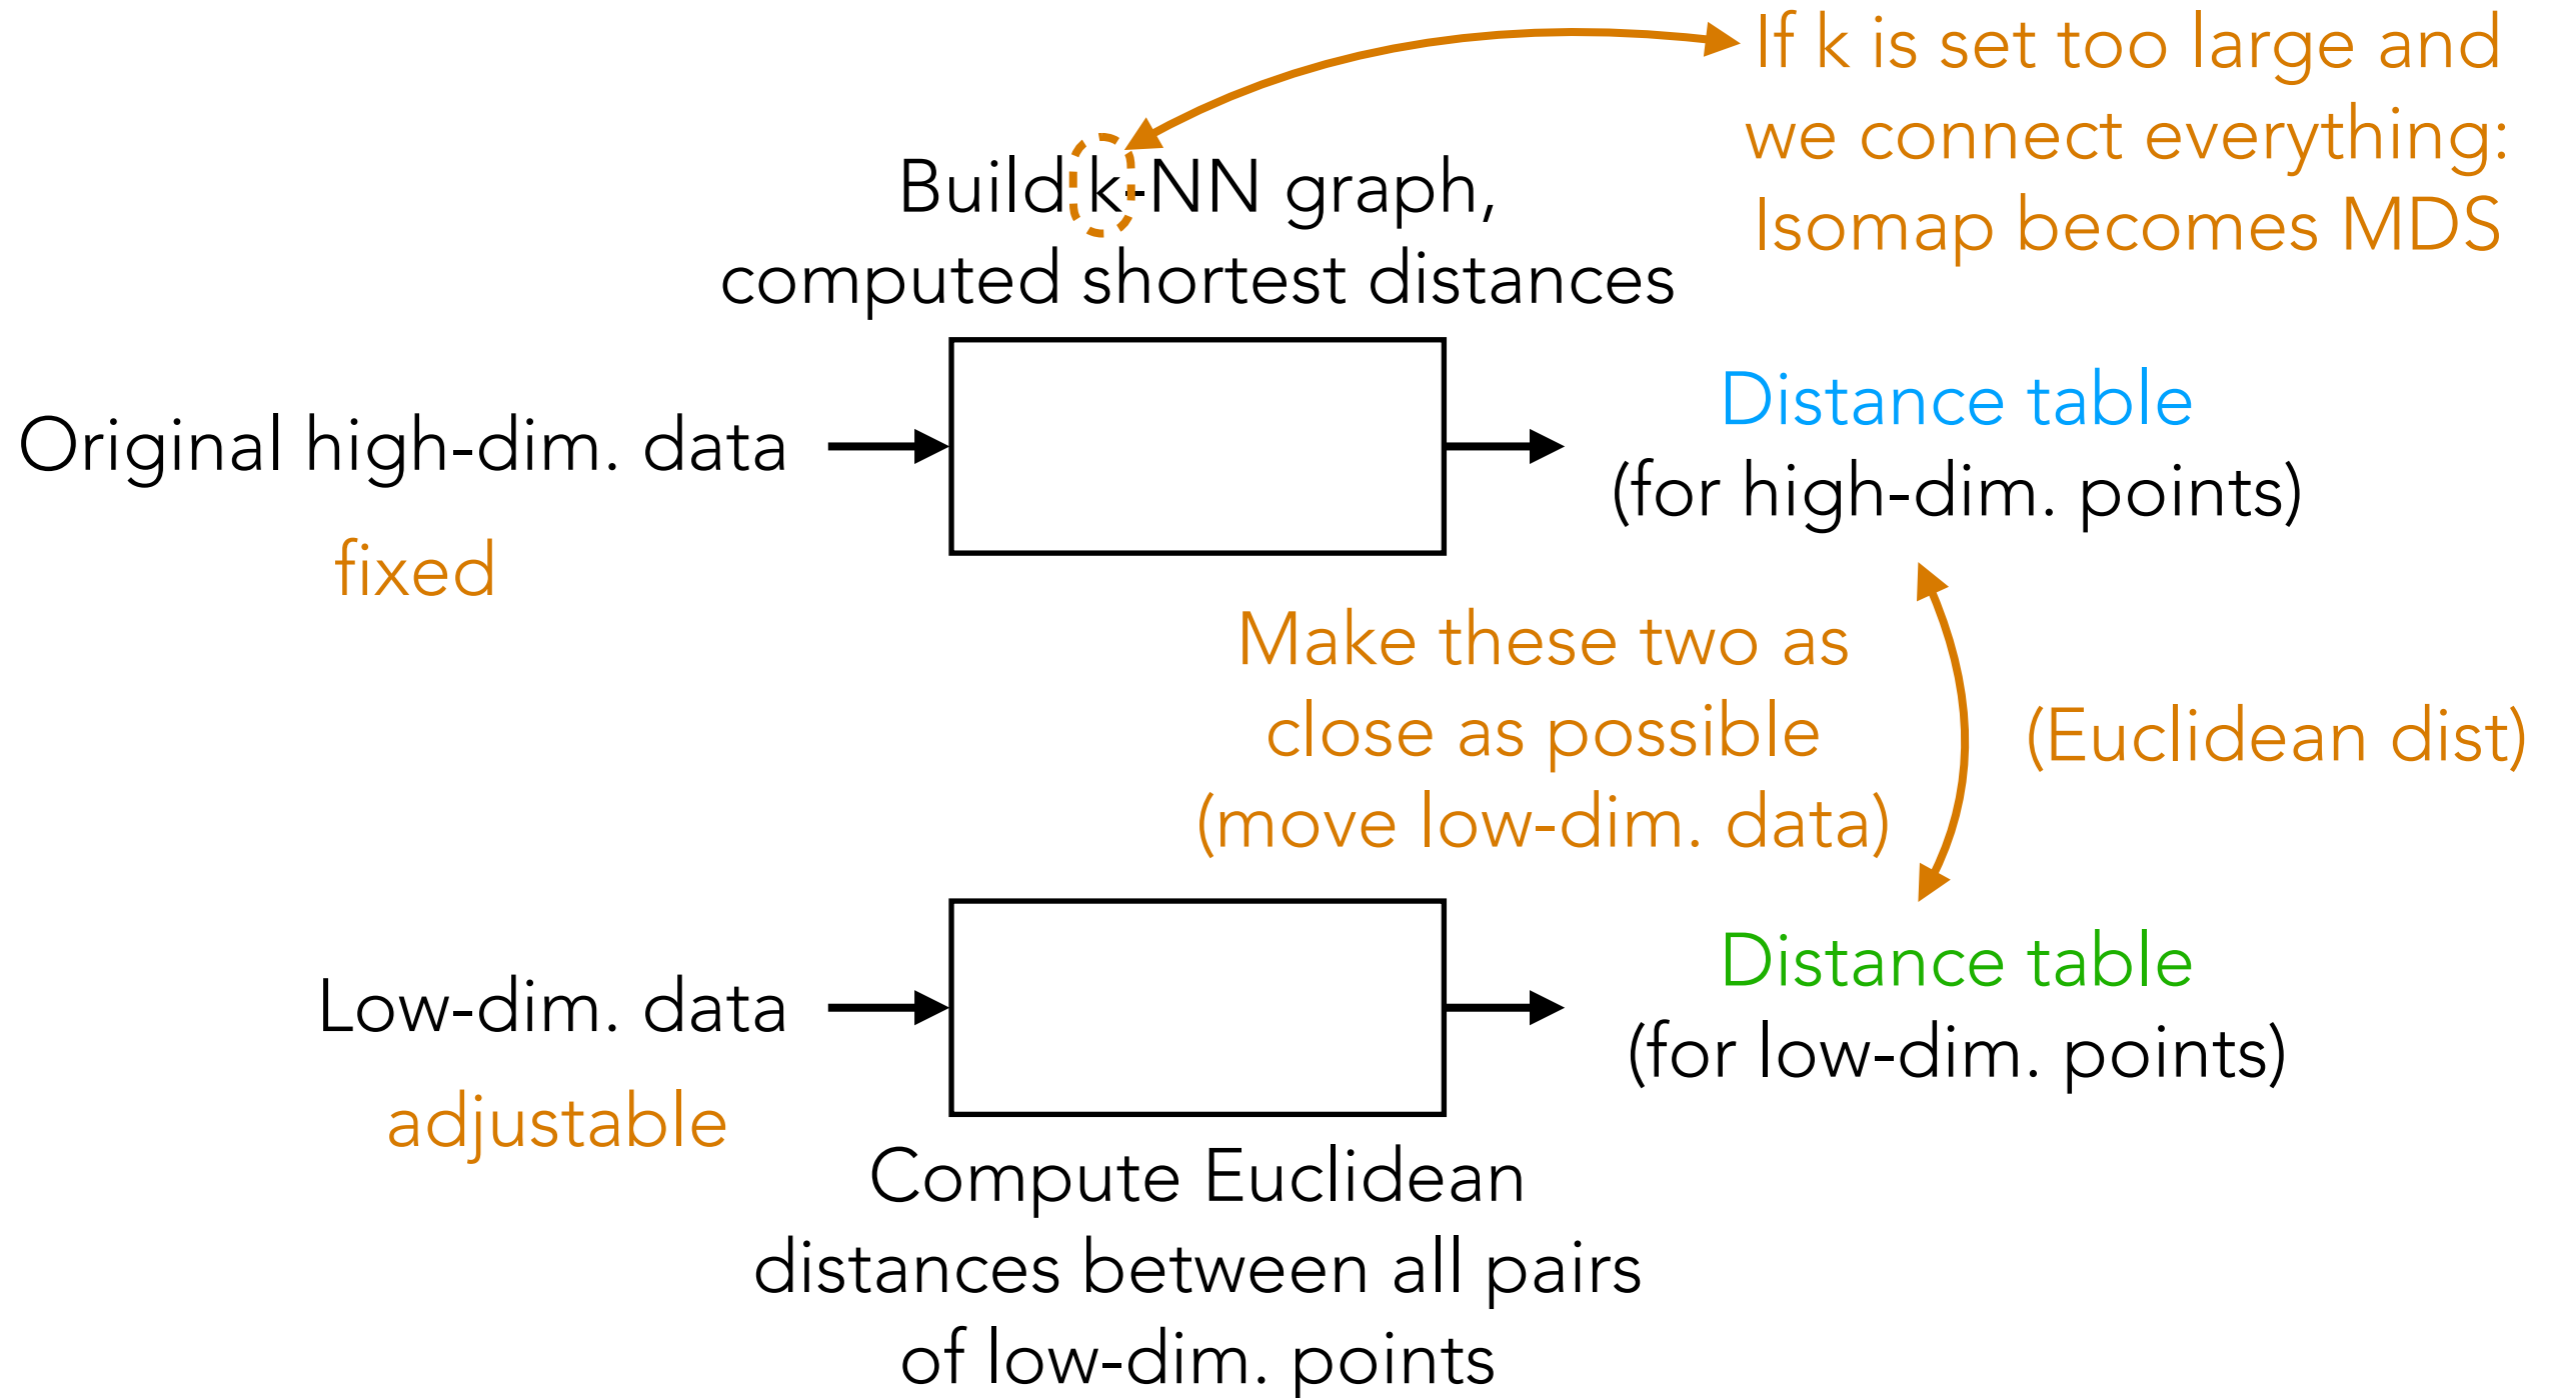 If k is set too large and
we connect everything:
Isomap becomes MDS
Build k-NN graph,
computed shortest distances
Original high-dim. data
fixed
Distance table
(for high-dim. points)
Make these two as
close as possible
(move low-dim. data)
(Euclidean dist)
Low-dim. data
adjustable
Distance table
(for low-dim. points)
Compute Euclidean
distances between all pairs
of low-dim. points